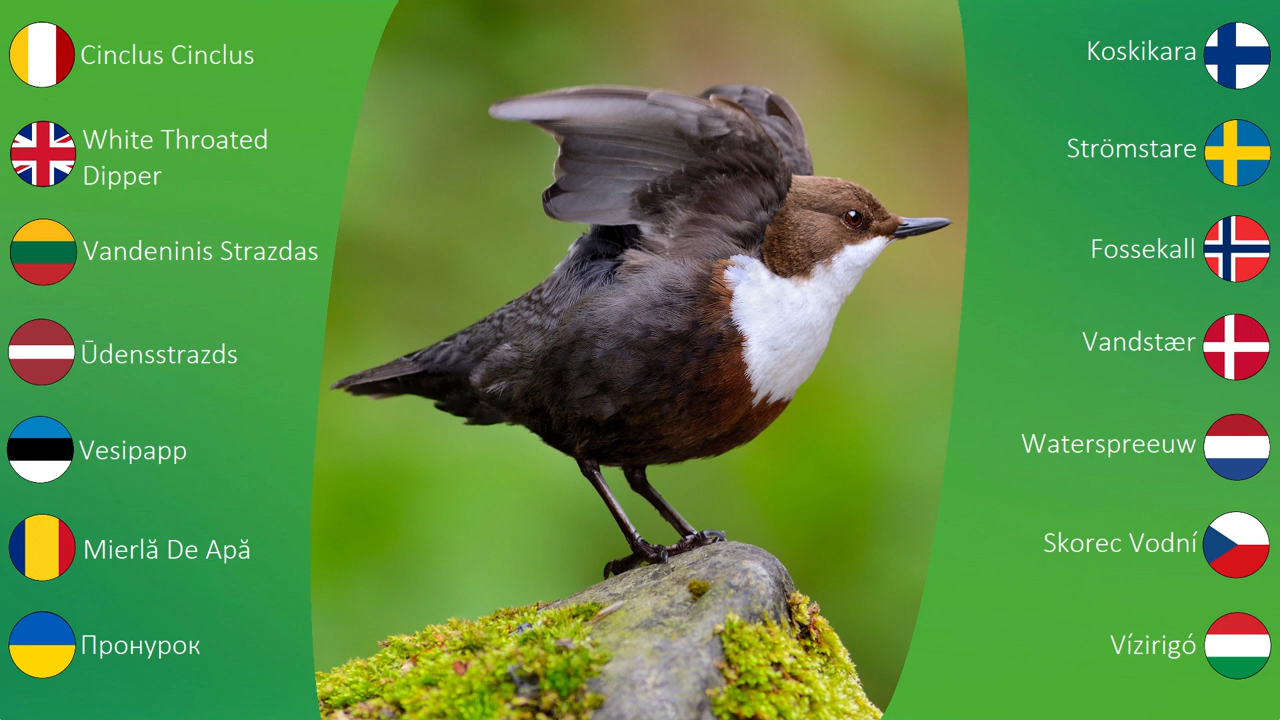 Cinclus Cinclus
White Throated
Dipper
Vandeninis Strazdas
Ūdensstrazds
Vesipapp
Mierlă De Apă
Пронурок
Koskikara
Strömstare
Fossekall
Vandstær
Waterspreeuw
Skorec Vodní
Vízirigó